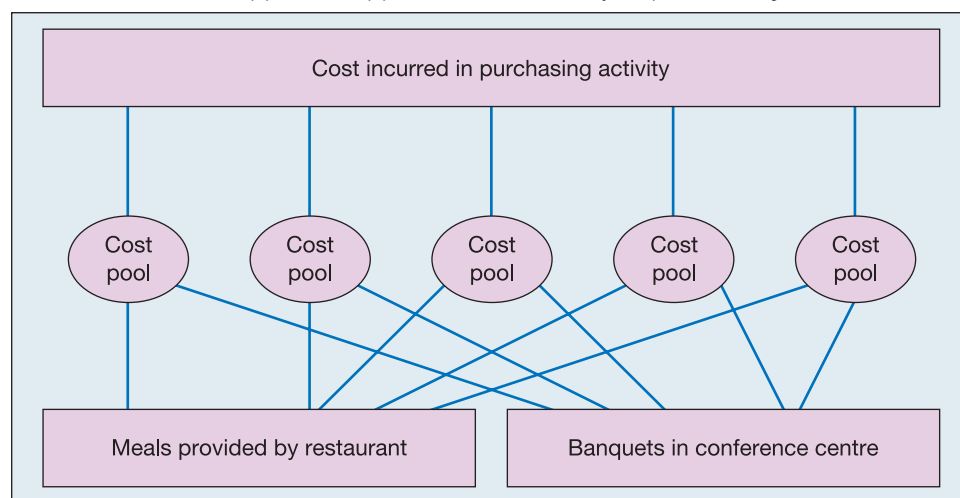 Cost incurred in purchasing activity
Cost
pool
Cost
pool
Cost
pool
Cost
pool
Cost
pool
Meals provided by restaurant
Banquets in conference centre